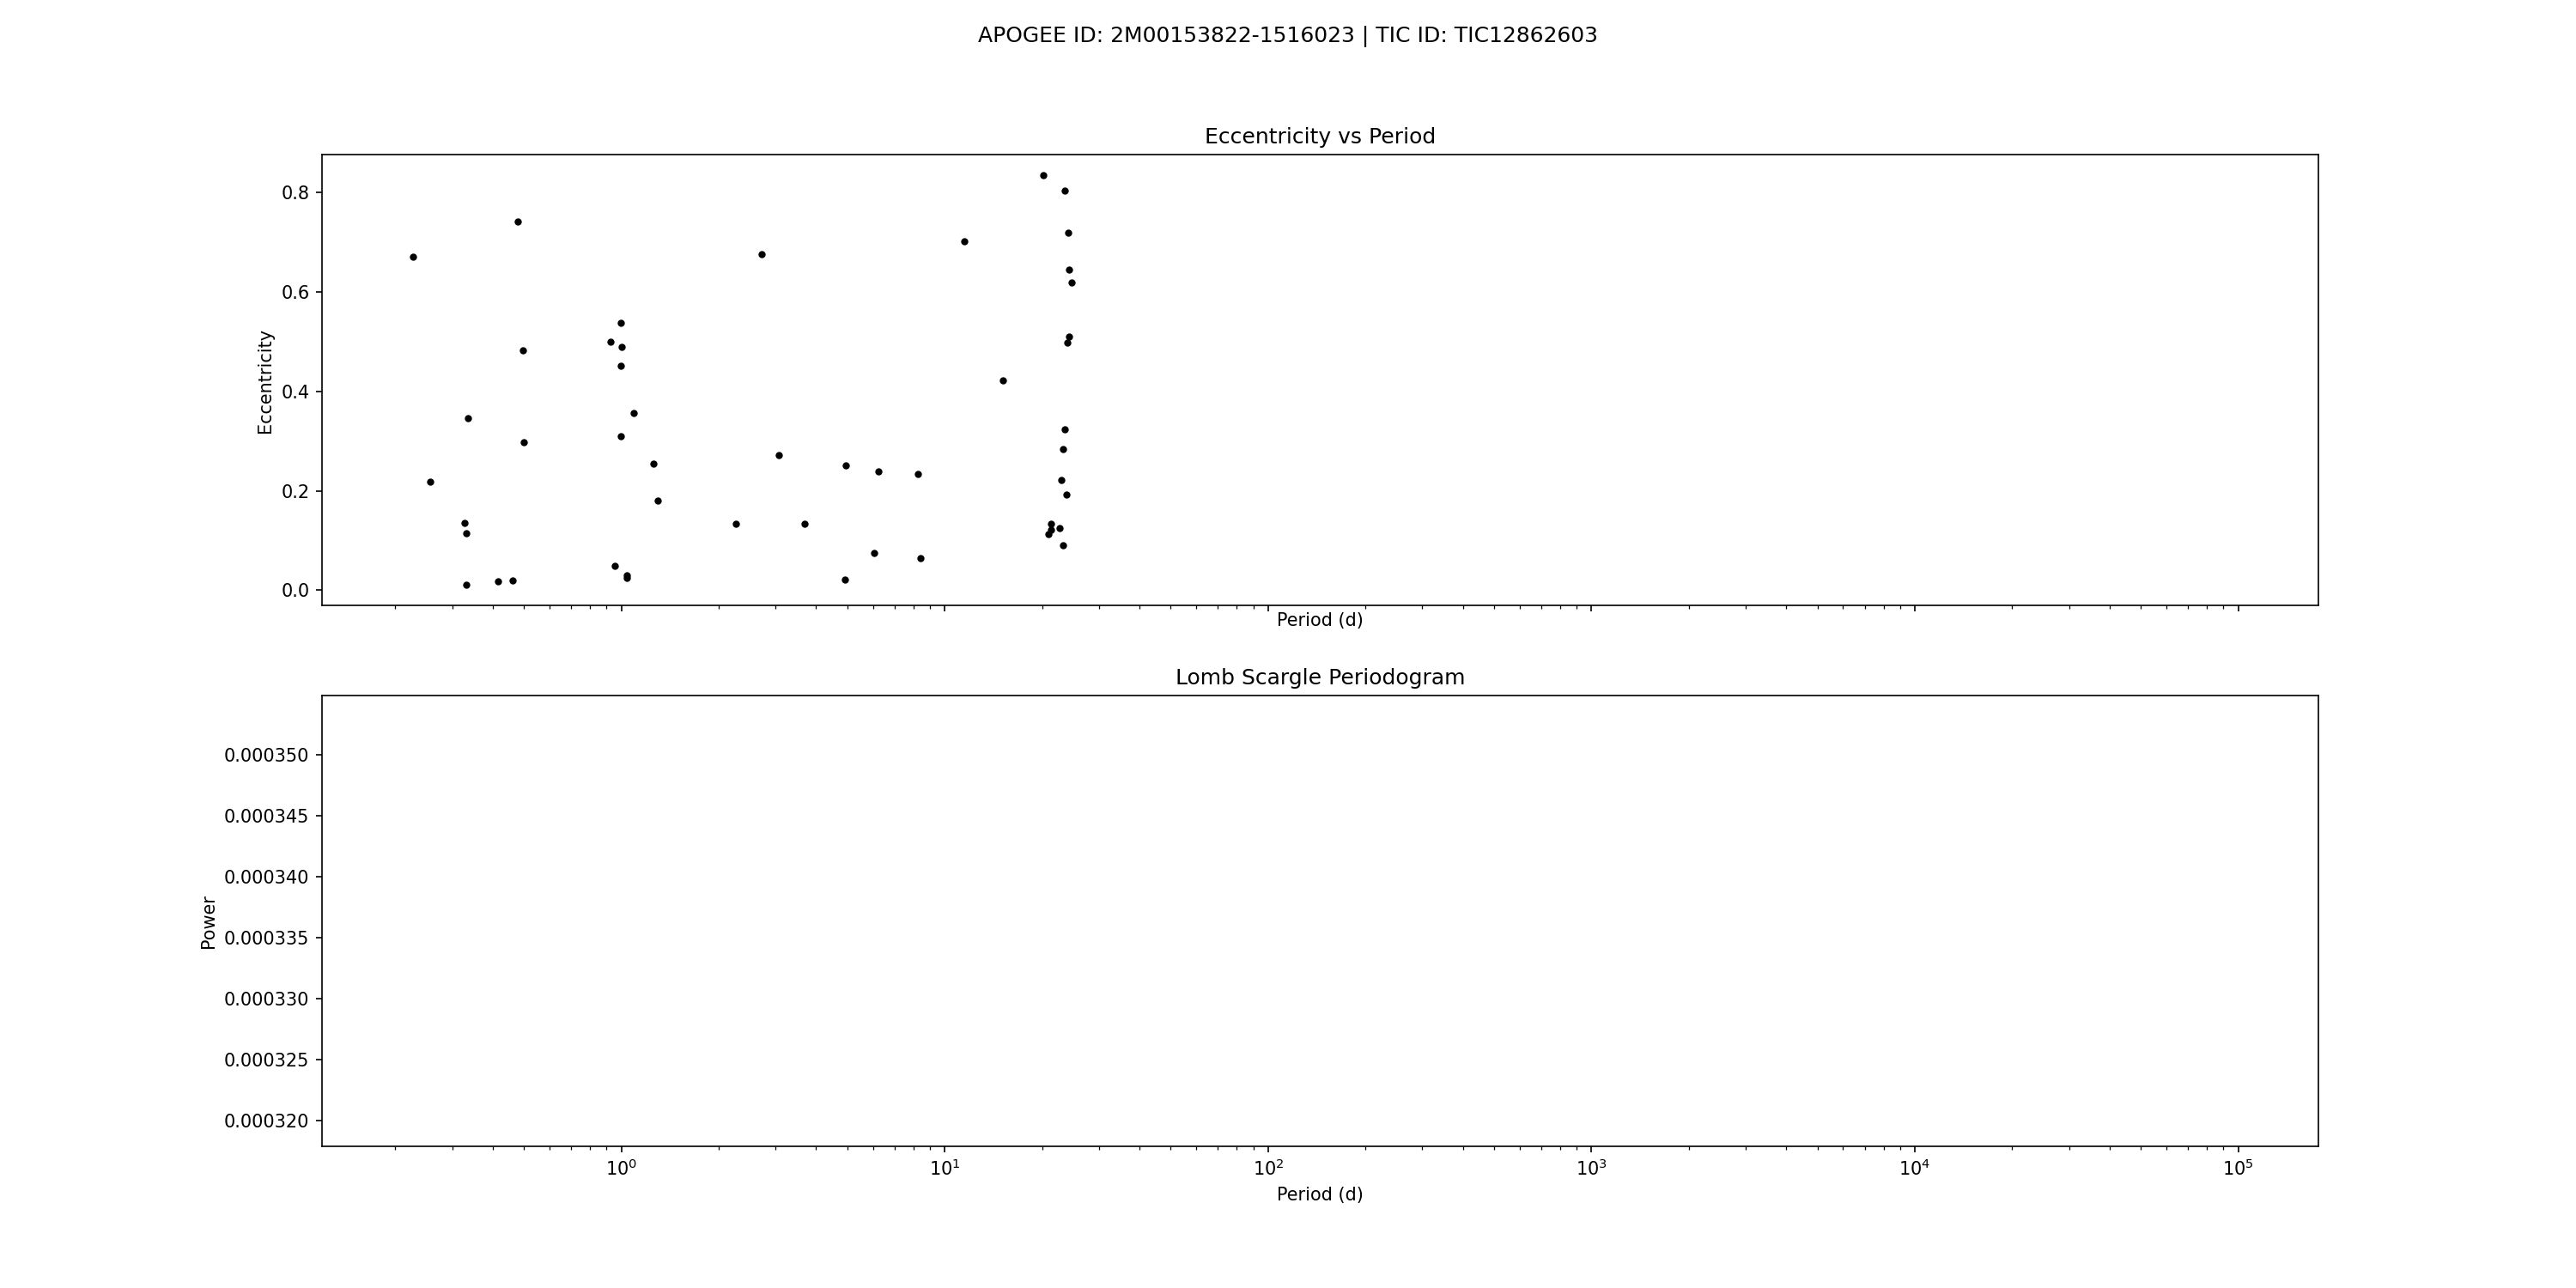 APOGEE ID: 2M00153822-1516023 | TIC ID: TIC12862603
Eccentricity vs Period
0.8
0.6
0.4
0.2
0.0
Eccentricity
Period (d)
Lomb Scargle Periodogram
0.000350
0.000345
0.000340
0.000335
0.000330
0.000325
0.000320
Power
10⁰ 10¹ 10² 10³ 10⁴ 10⁵
Period (d)